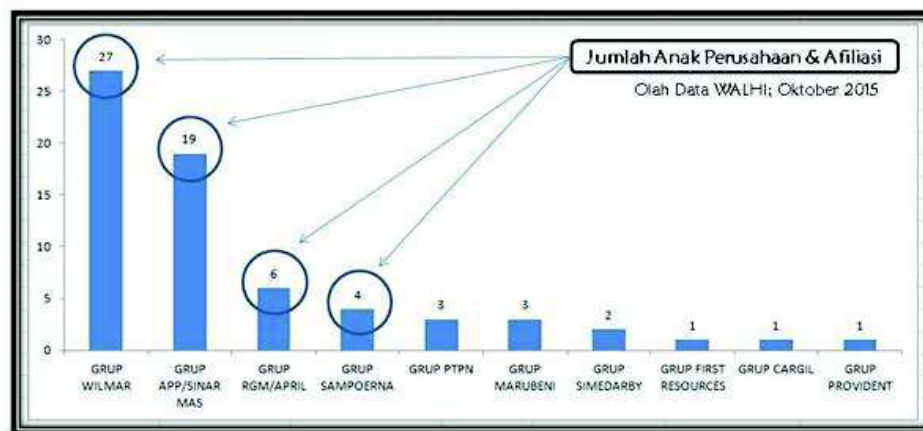 Jumlah Anak Perusahaan & Afiliasi
Olah Data WALHI; Oktober 2015
30
25
20
15
10
5
0
27
19
6
4
3
3
2
1
1
1
GRUP WILMAR
GRUP APP/SINAR MAS
GRUP RGM/APRIL
GRUP SAMPOERNA
GRUP PTPN
GRUP MARUBENI
GRUP SIMEDARBY
GRUP FIRST RESOURCES
GRUP CARGIL
GRUP PROVIDENT